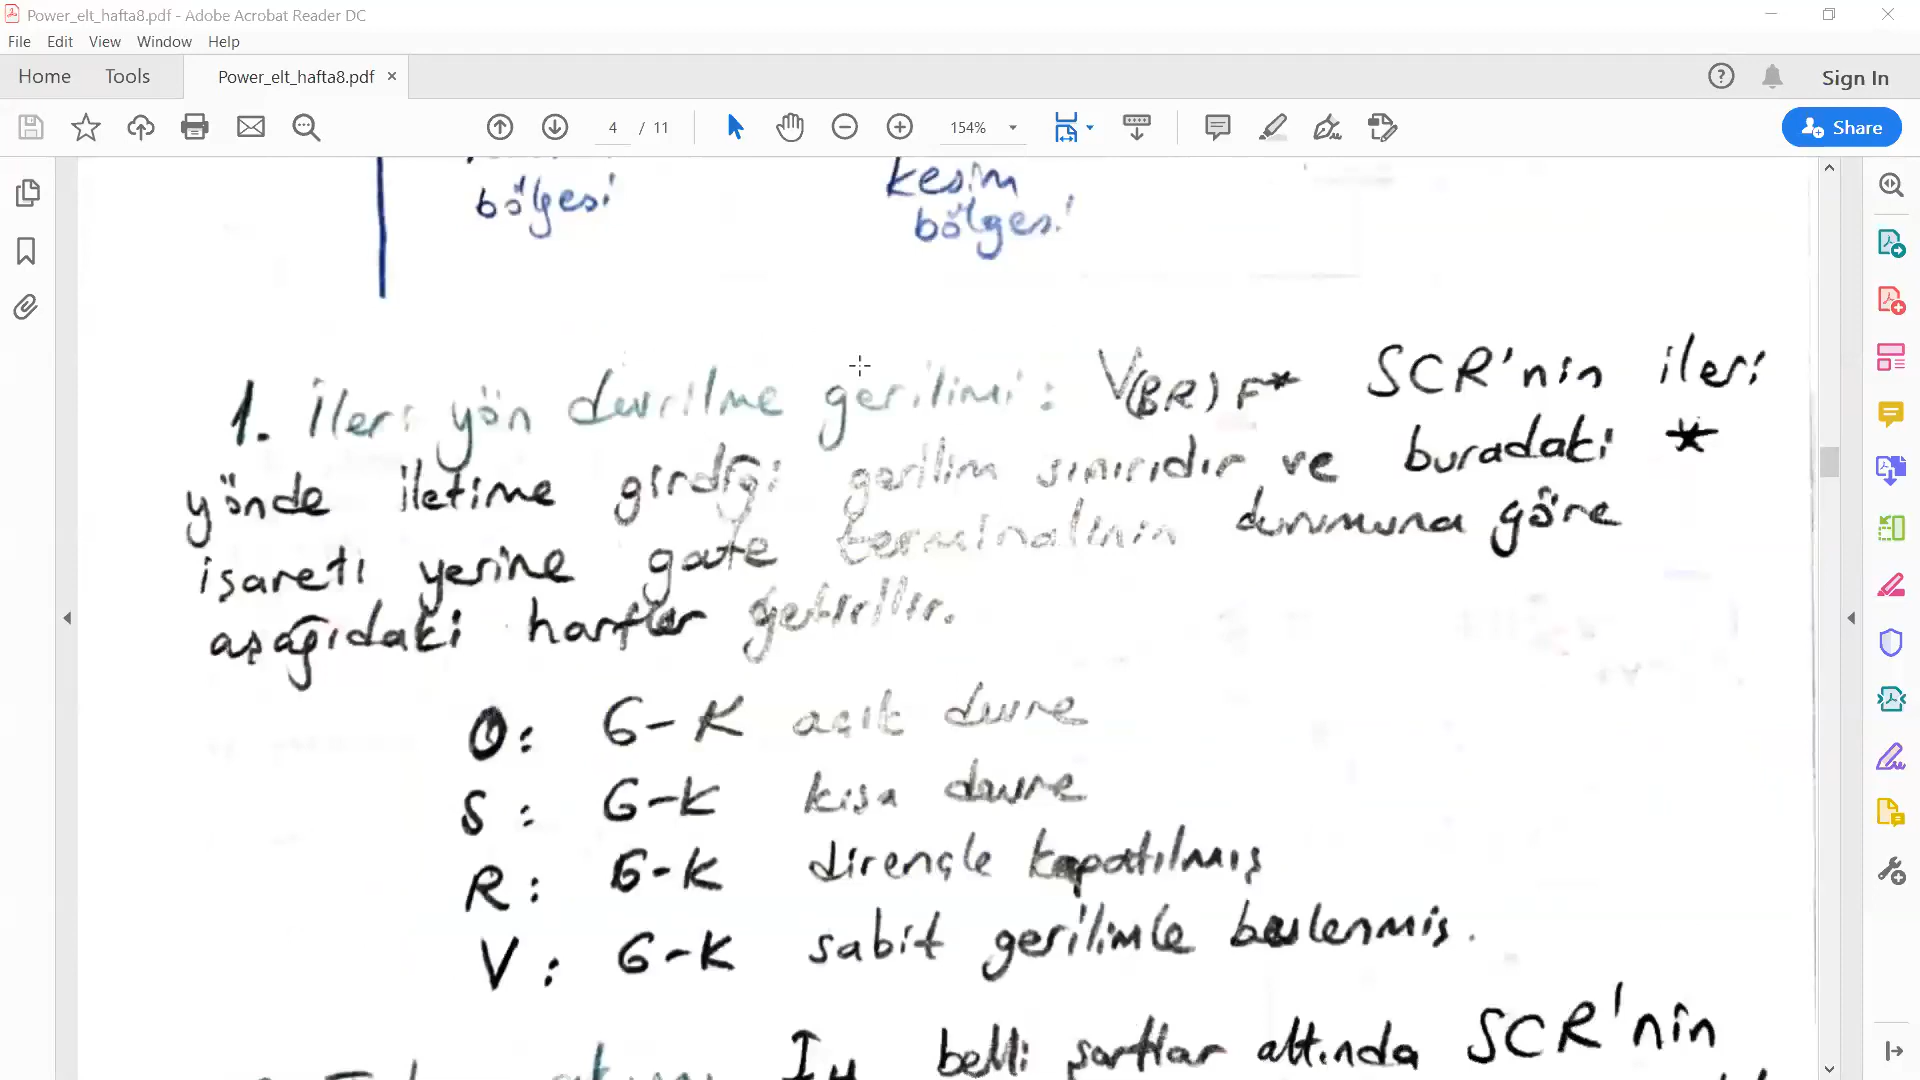 Power_elt_hafta8.pdf - Adobe Acrobat Reader DC
File Edit View Window Help
Home Tools Power_elt_hafta8.pdf × Sign In
4 / 11 154% Share
bölgesi
kesim
bölgesi
1. İleri yön devrilme gerilimi: V(BR)F* SCR'nin ileri
yönde iletime girdiği gerilim sınırıdır ve buradaki *
işareti yerine gate terminalinin durumuna göre
aşağıdaki harfler getirilir.
O: G-K açık devre
S: G-K kısa devre
R: G-K dirençle kapatılmış
V: G-K sabit gerilimle beslenmiş.
IH belli şartlar altında SCR'nin